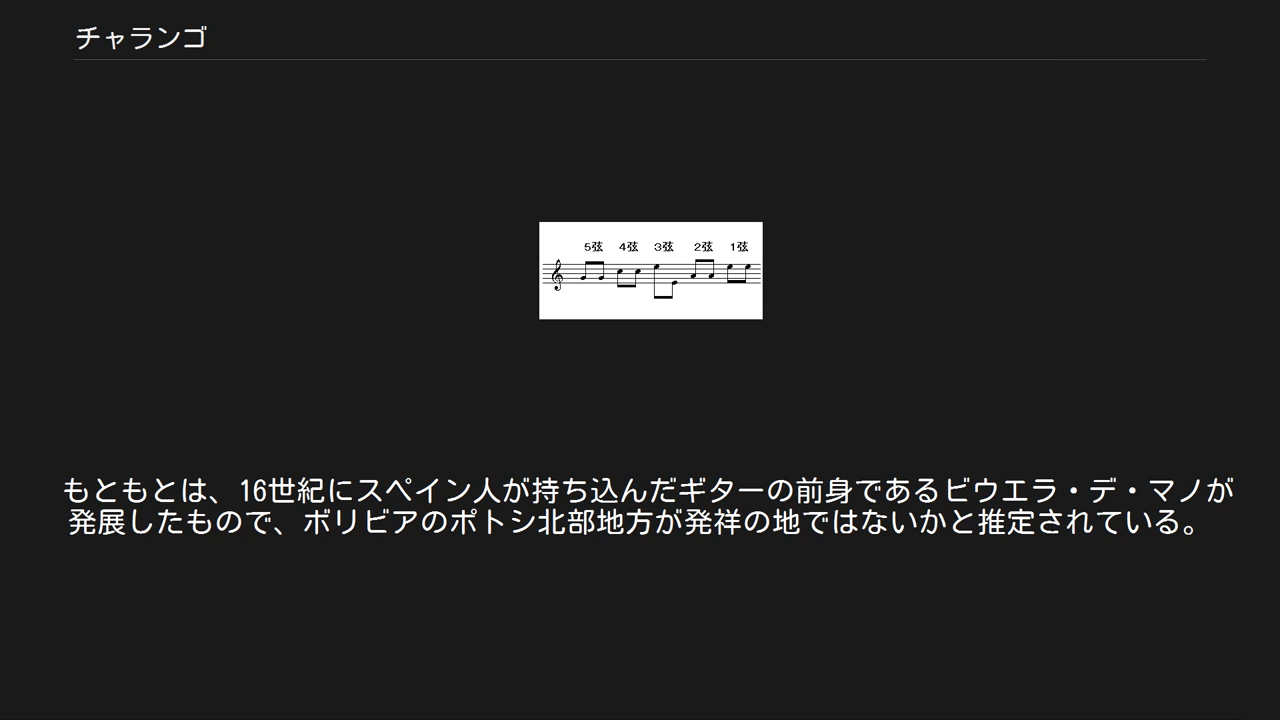 チャランゴ
5弦 4弦 3弦 2弦 1弦
もともとは、16世紀にスペイン人が持ち込んだギターの前身であるビウエラ・デ・マノが
発展したもので、ボリビアのポトシ北部地方が発祥の地ではないかと推定されている。